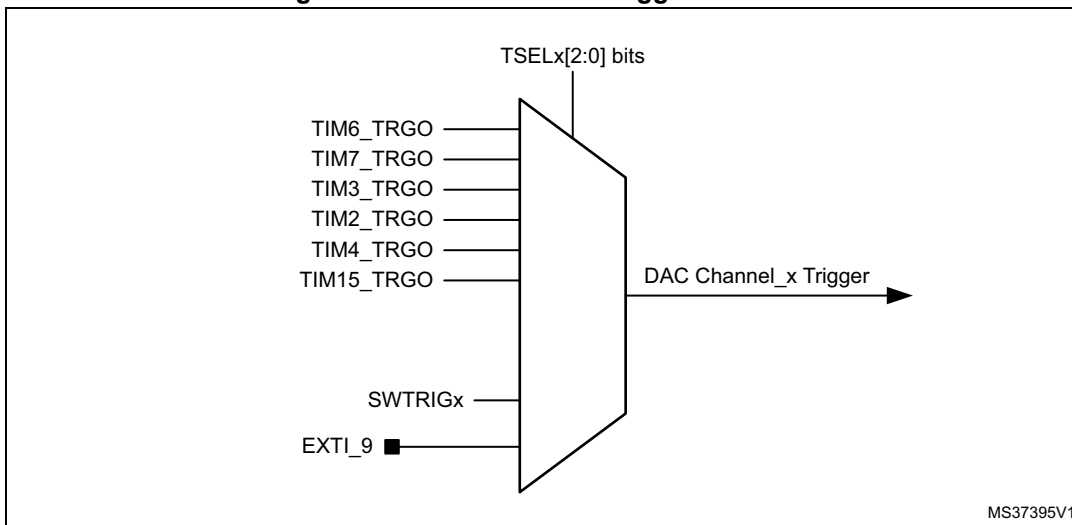 TSELx[2:0] bits
TIM6_TRGO
TIM7_TRGO
TIM3_TRGO
TIM2_TRGO
TIM4_TRGO
TIM15_TRGO
DAC Channel_x Trigger
SWTRIGx
EXTI_9
MS37395V1